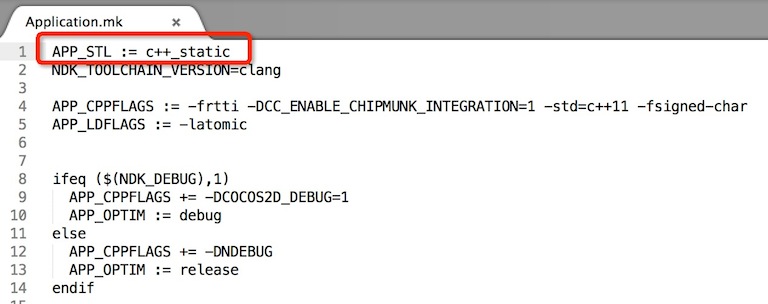 Application.mk ×
1 APP_STL := c++_static
2 NDK_TOOLCHAIN_VERSION=clang
3
4 APP_CPPFLAGS := -frtti -DCC_ENABLE_CHIPMUNK_INTEGRATION=1 -std=c++11 -fsigned-char
5 APP_LDFLAGS := -latomic
6
7
8 ifeq ($(NDK_DEBUG),1)
9 APP_CPPFLAGS += -DCOCOS2D_DEBUG=1
10 APP_OPTIM := debug
11 else
12 APP_CPPFLAGS += -DNDEBUG
13 APP_OPTIM := release
14 endif